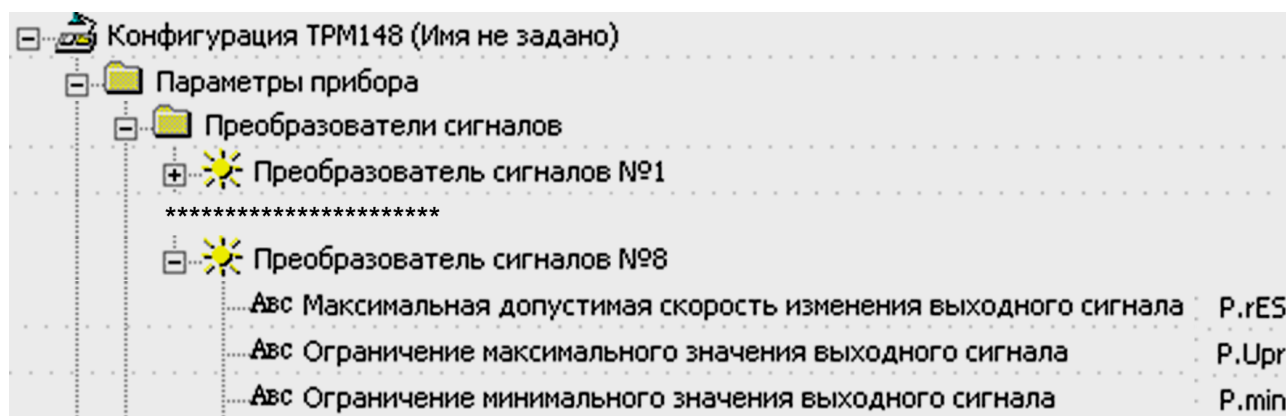 Конфигурация ТРМ148 (Имя не задано)
Параметры прибора
Преобразователи сигналов
Преобразователь сигналов №1
***********************
Преобразователь сигналов №8
Авс Максимальная допустимая скорость изменения выходного сигнала P.rES
Авс Ограничение максимального значения выходного сигнала P.Upr
Авс Ограничение минимального значения выходного сигнала P.min